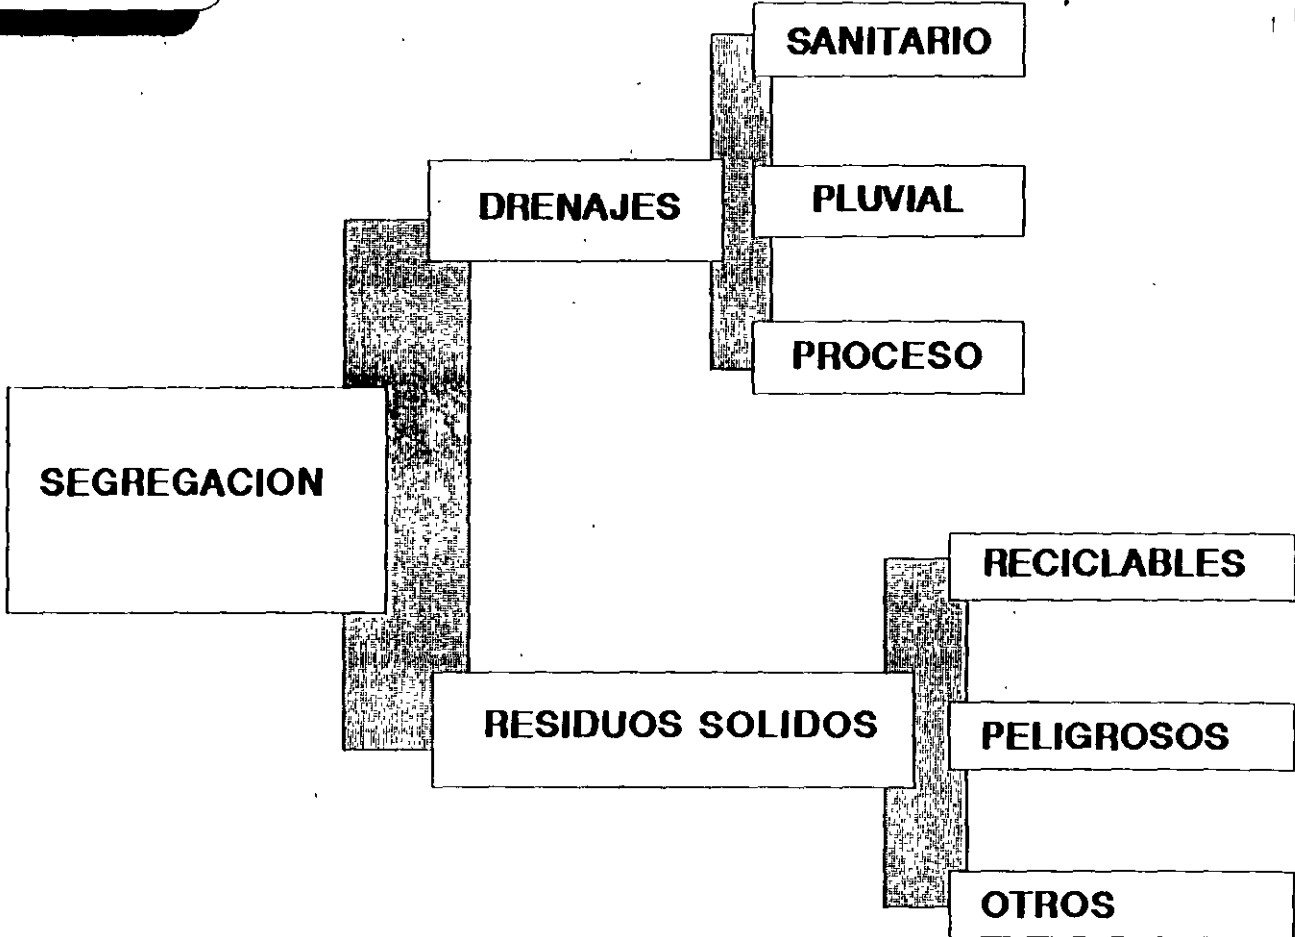 SANITARIO
DRENAJES
PLUVIAL
PROCESO
SEGREGACION
RECICLABLES
RESIDUOS SOLIDOS
PELIGROSOS
OTROS